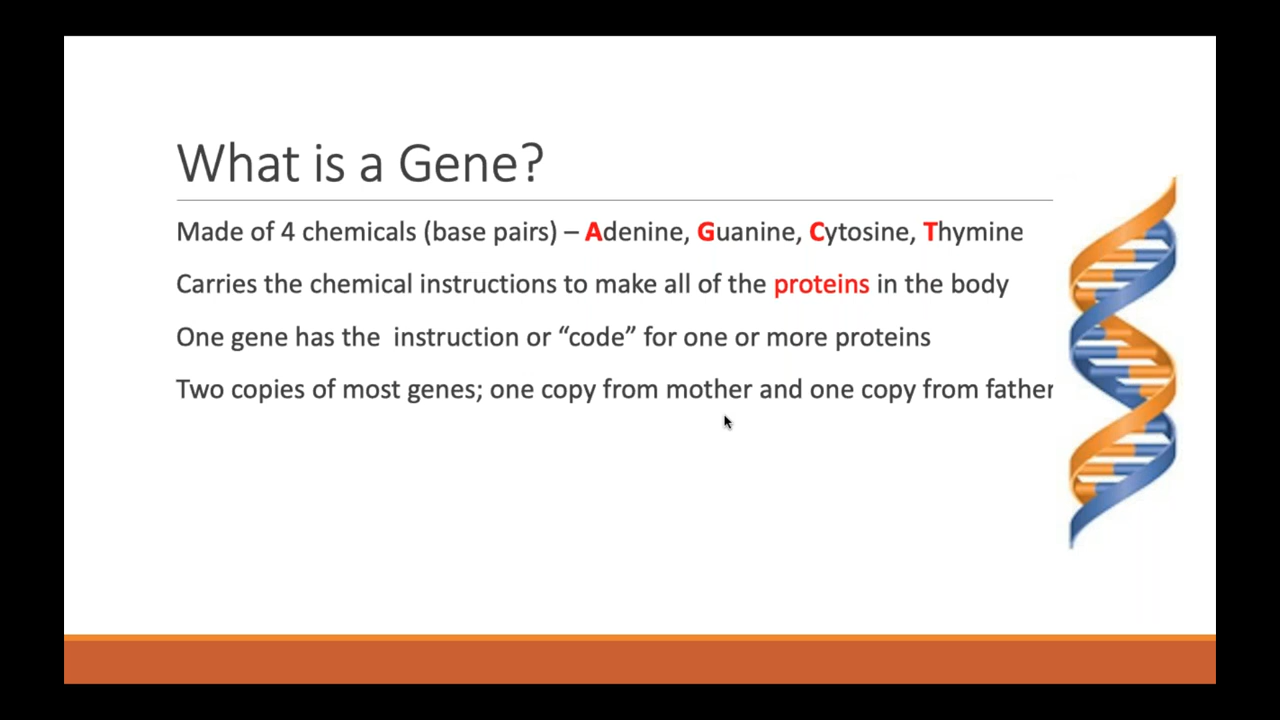 What is a Gene?
Made of 4 chemicals (base pairs) – Adenine, Guanine, Cytosine, Thymine
Carries the chemical instructions to make all of the proteins in the body
One gene has the  instruction or “code” for one or more proteins
Two copies of most genes; one copy from mother and one copy from father